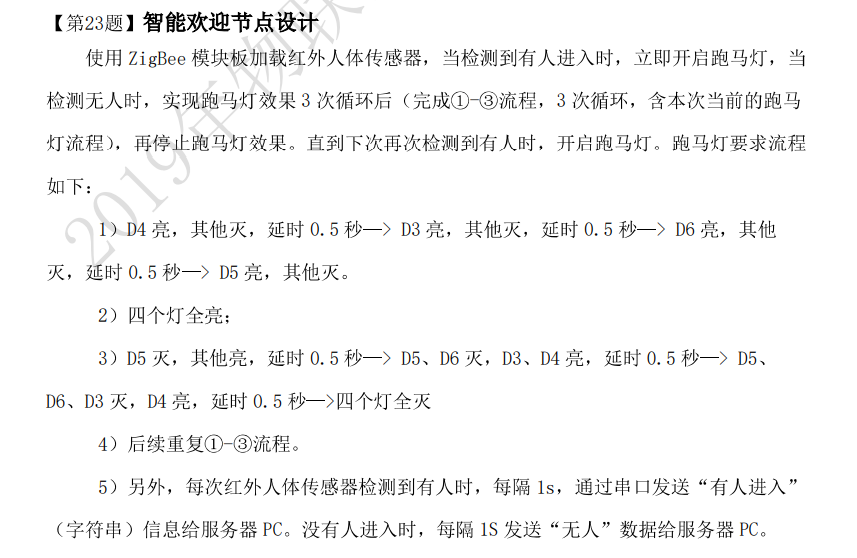 【第23题】智能欢迎节点设计
使用 ZigBee 模块板加载红外人体传感器，当检测到有人进入时，立即开启跑马灯，当
检测无人时，实现跑马灯效果 3 次循环后（完成①-③流程，3 次循环，含本次当前的跑马
灯流程），再停止跑马灯效果。直到下次再次检测到有人时，开启跑马灯。跑马灯要求流程
如下：
1）D4 亮，其他灭，延时 0.5 秒—> D3 亮，其他灭，延时 0.5 秒—> D6 亮，其他
灭，延时 0.5 秒—> D5 亮，其他灭。
2）四个灯全亮；
3）D5 灭，其他亮，延时 0.5 秒—> D5、D6 灭，D3、D4 亮，延时 0.5 秒—> D5、
D6、D3 灭，D4 亮，延时 0.5 秒—>四个灯全灭
4）后续重复①-③流程。
5）另外，每次红外人体传感器检测到有人时，每隔 1s，通过串口发送“有人进入”
（字符串）信息给服务器 PC。没有人进入时，每隔 1S 发送“无人”数据给服务器 PC。
2019年物联